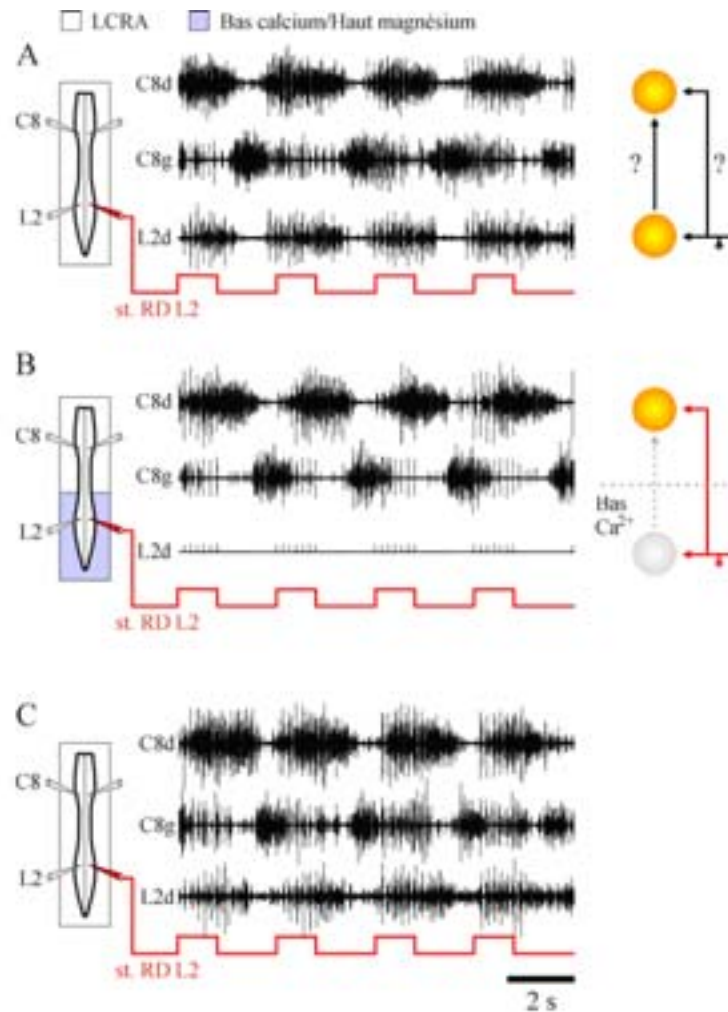 LCRA Bas calcium/Haut magnésium
A
C8d
C8
C8g
? ?
L2
L2d
st. RD L2
B
C8d
C8
C8g
Bas
Ca²⁺
L2
L2d
st. RD L2
C
C8d
C8
C8g
L2
L2d
st. RD L2
2 s